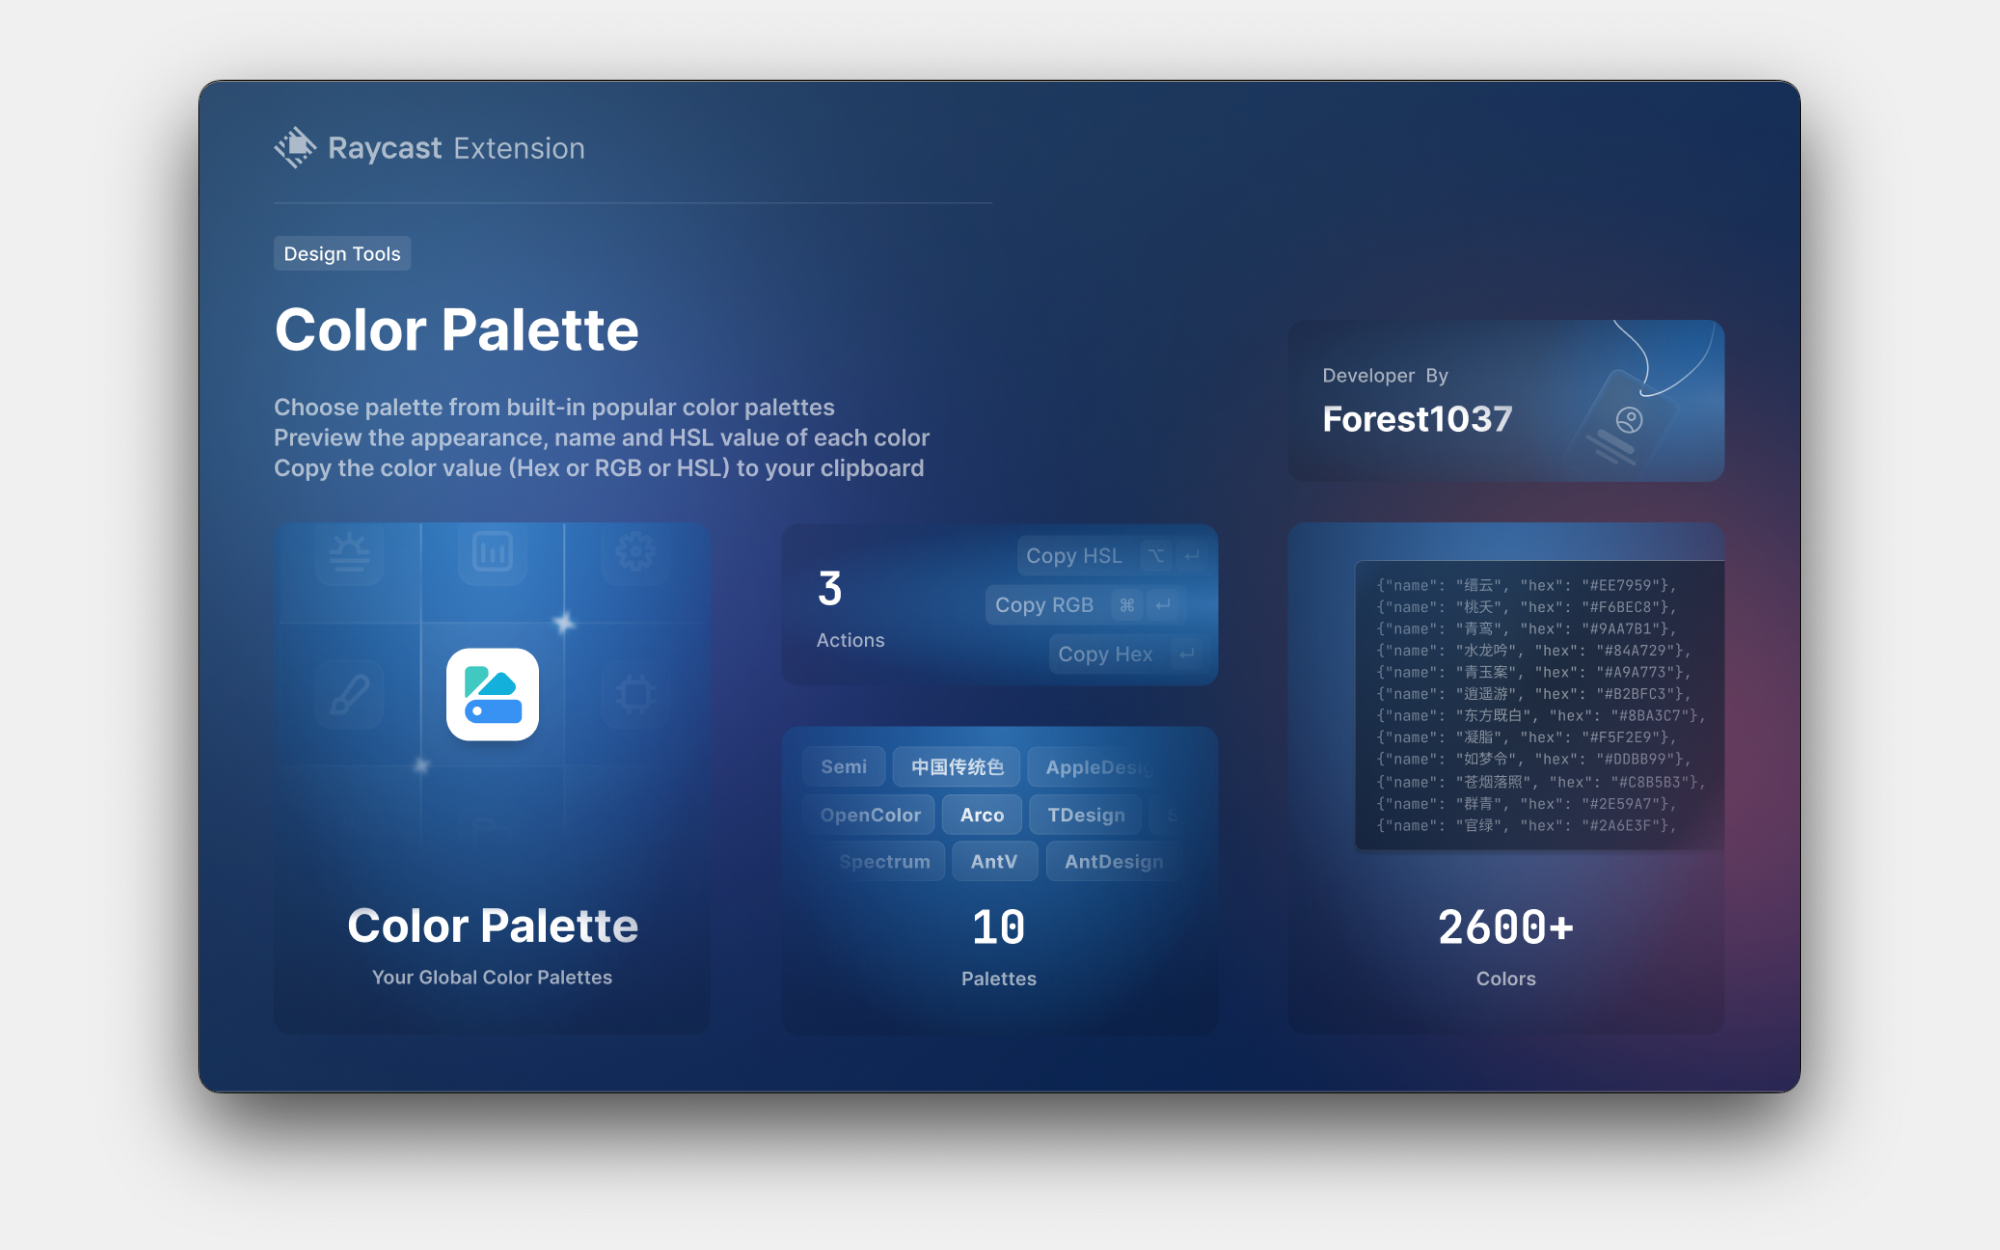 Raycast Extension
Design Tools
Color Palette
Choose palette from built-in popular color palettes
Preview the appearance, name and HSL value of each color
Copy the color value (Hex or RGB or HSL) to your clipboard
Developer By
Forest1037
Color Palette
Your Global Color Palettes
3
Actions
Copy HSL ⌥ ↵
Copy RGB ⌘ ↵
Copy Hex ↵
Semi 中国传统色 AppleDesig
OpenColor Arco TDesign S
Spectrum AntV AntDesign
10
Palettes
{"name": "缙云", "hex": "#EE7959"},
{"name": "桃夭", "hex": "#F6BEC8"},
{"name": "青鸾", "hex": "#9AA7B1"},
{"name": "水龙吟", "hex": "#84A729"},
{"name": "青玉案", "hex": "#A9A773"},
{"name": "逍遥游", "hex": "#B2BFC3"},
{"name": "东方既白", "hex": "#8BA3C7"},
{"name": "凝脂", "hex": "#F5F2E9"},
{"name": "如梦令", "hex": "#DDBB99"},
{"name": "苍烟落照", "hex": "#C8B5B3"},
{"name": "群青", "hex": "#2E59A7"},
{"name": "官绿", "hex": "#2A6E3F"},
2600+
Colors